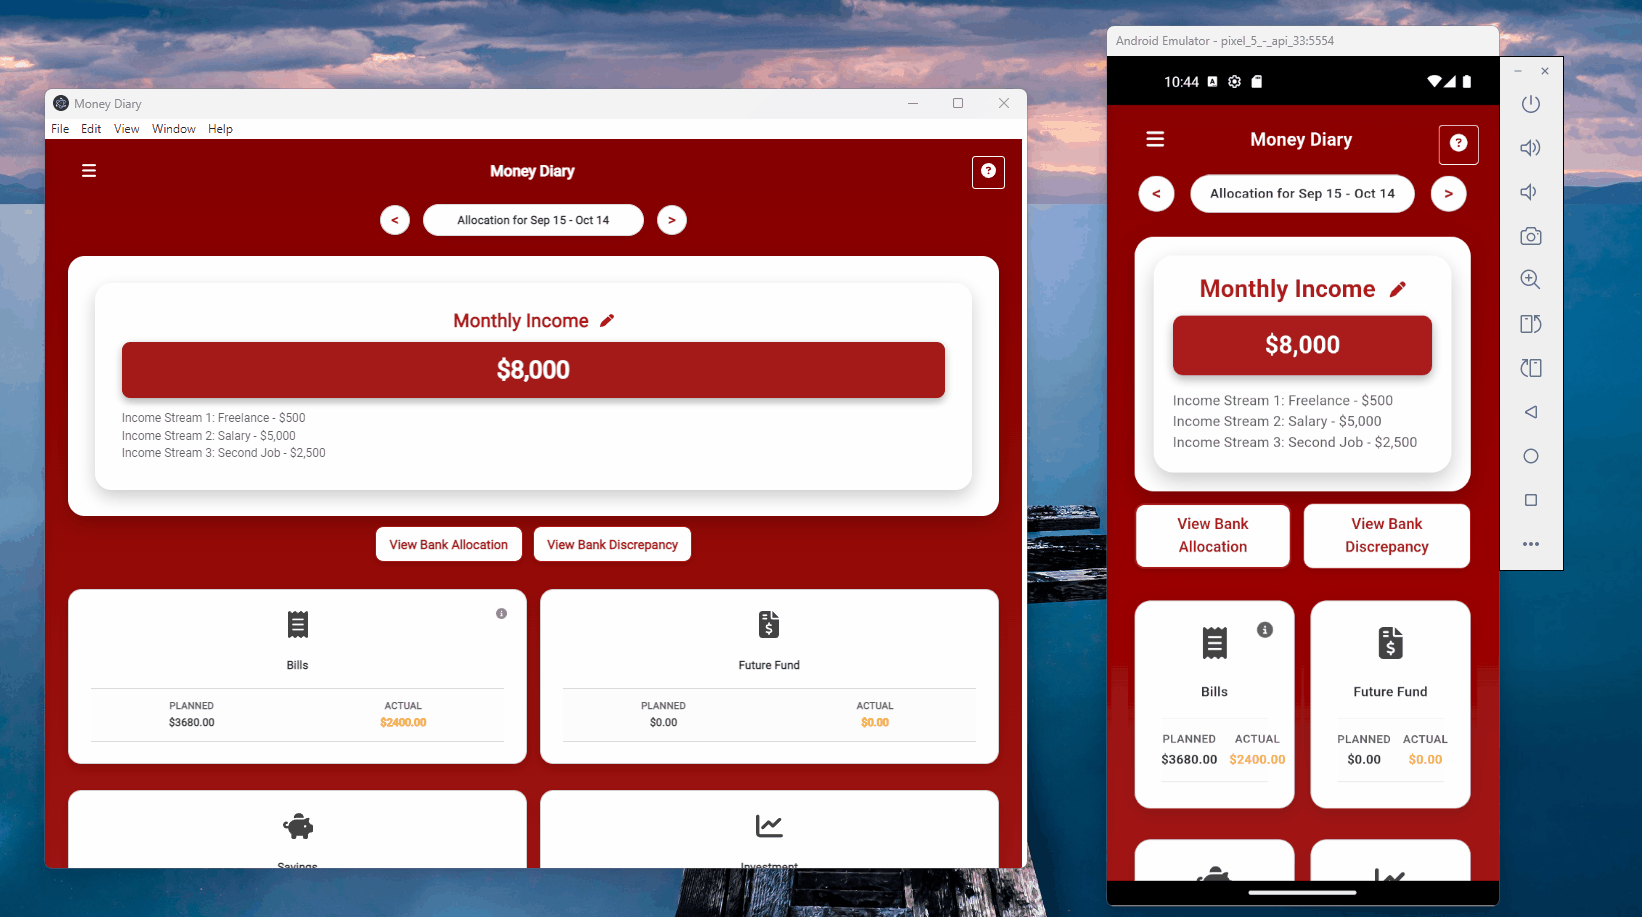 Money Diary
File Edit View Window Help
Money Diary
?
<
Allocation for Sep 15 - Oct 14
>
Monthly Income
$8,000
Income Stream 1: Freelance - $500
Income Stream 2: Salary - $5,000
Income Stream 3: Second Job - $2,500
View Bank Allocation
View Bank Discrepancy
Bills
PLANNED ACTUAL
$3680.00 $2400.00
Future Fund
PLANNED ACTUAL
$0.00 $0.00
Savings
Investment
Android Emulator - pixel_5_-_api_33:5554
10:44
Money Diary
?
<
Allocation for Sep 15 - Oct 14
>
Monthly Income
$8,000
Income Stream 1: Freelance - $500
Income Stream 2: Salary - $5,000
Income Stream 3: Second Job - $2,500
View Bank
Allocation
View Bank
Discrepancy
Bills
PLANNED ACTUAL
$3680.00 $2400.00
Future Fund
PLANNED ACTUAL
$0.00 $0.00